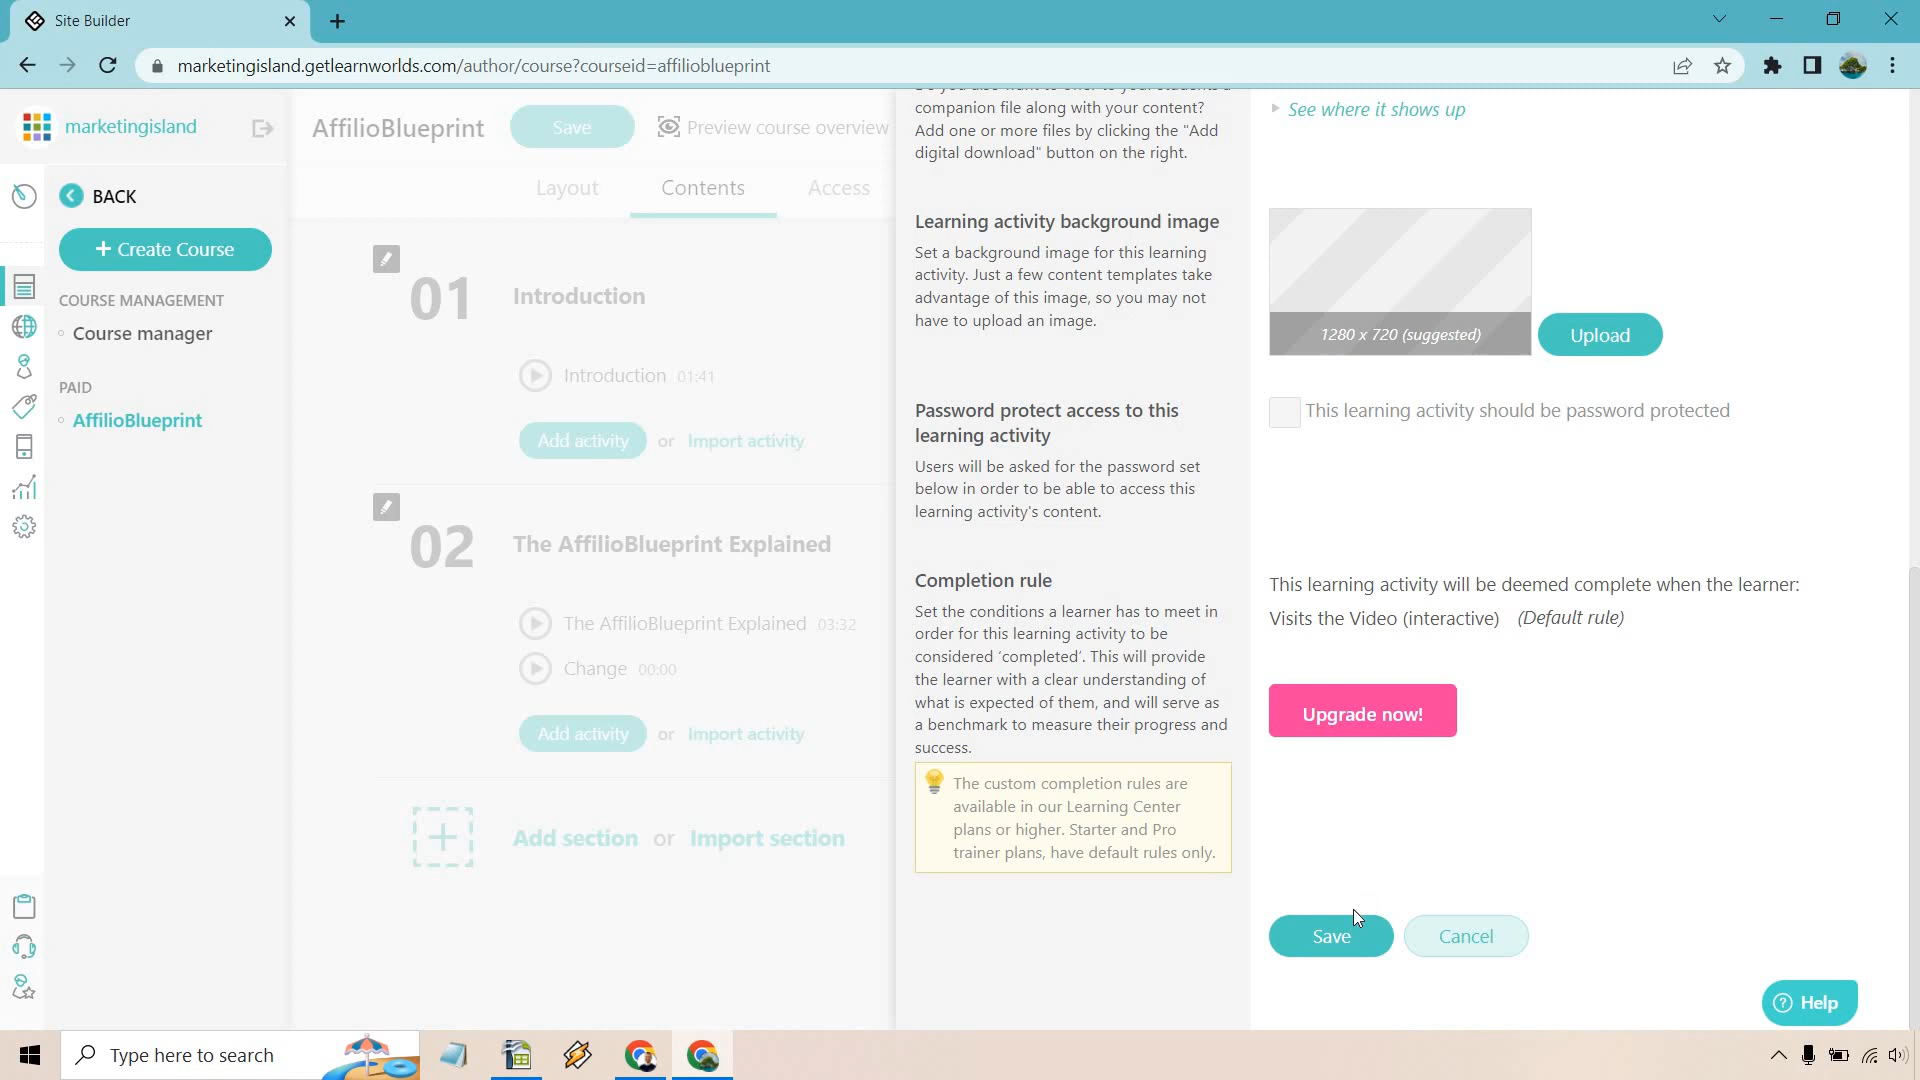 Site Builder
marketingisland.getlearnworlds.com/author/course?courseid=affilioblueprint
marketingisland
BACK
+ Create Course
COURSE MANAGEMENT
Course manager
PAID
AffilioBlueprint
AffilioBlueprint
Save
Preview course overview
Layout
Contents
Access
01
Introduction
Introduction 01:41
Add activity or Import activity
02
The AffilioBlueprint Explained
The AffilioBlueprint Explained 03:32
Change 00:00
Add activity or Import activity
Add section or Import section
companion file along with your content?
Add one or more files by clicking the "Add
digital download" button on the right.
Learning activity background image
Set a background image for this learning
activity. Just a few content templates take
advantage of this image, so you may not
have to upload an image.
Password protect access to this
learning activity
Users will be asked for the password set
below in order to be able to access this
learning activity's content.
Completion rule
Set the conditions a learner has to meet in
order for this learning activity to be
considered ‘completed’. This will provide
the learner with a clear understanding of
what is expected of them, and will serve as
a benchmark to measure their progress and
success.
The custom completion rules are
available in our Learning Center
plans or higher. Starter and Pro
trainer plans, have default rules only.
See where it shows up
1280 x 720 (suggested)
Upload
This learning activity should be password protected
This learning activity will be deemed complete when the learner:
Visits the Video (interactive) (Default rule)
Upgrade now!
Save
Cancel
Help
Type here to search